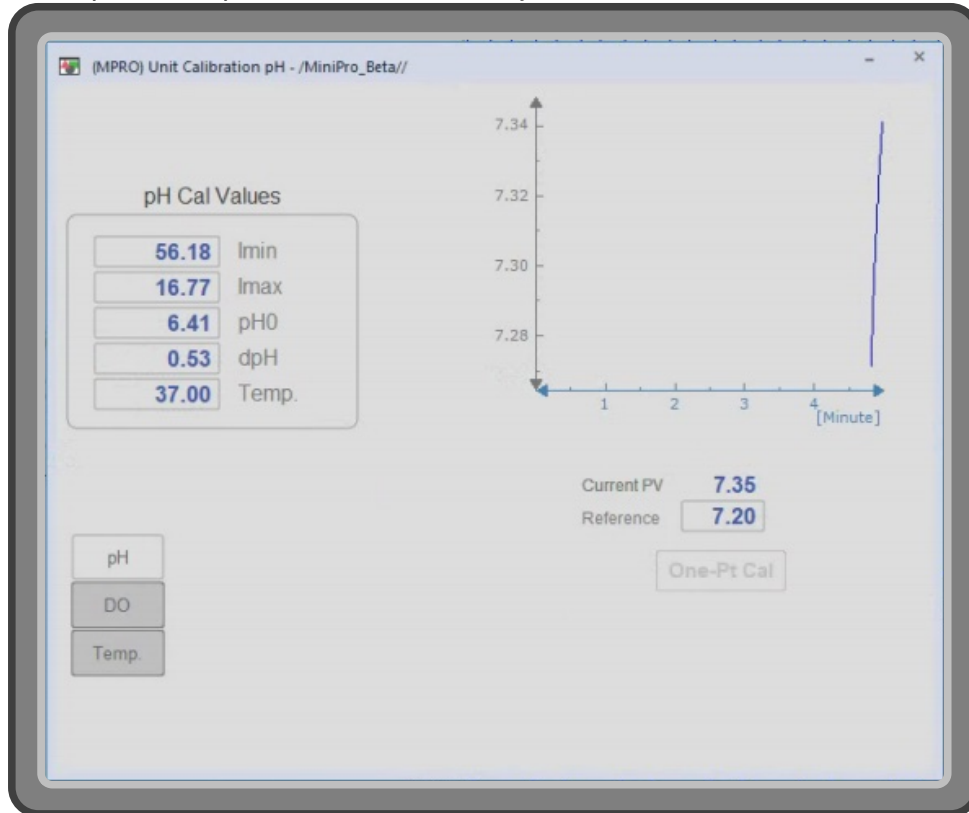 (MPRO) Unit Calibration pH - /MiniPro_Beta//
pH Cal Values
56.18 Imin
16.77 Imax
6.41 pH0
0.53 dpH
37.00 Temp.
7.34
7.32
7.30
7.28
1 2 3 4
[Minute]
Current PV 7.35
Reference 7.20
One-Pt Cal
pH
DO
Temp.